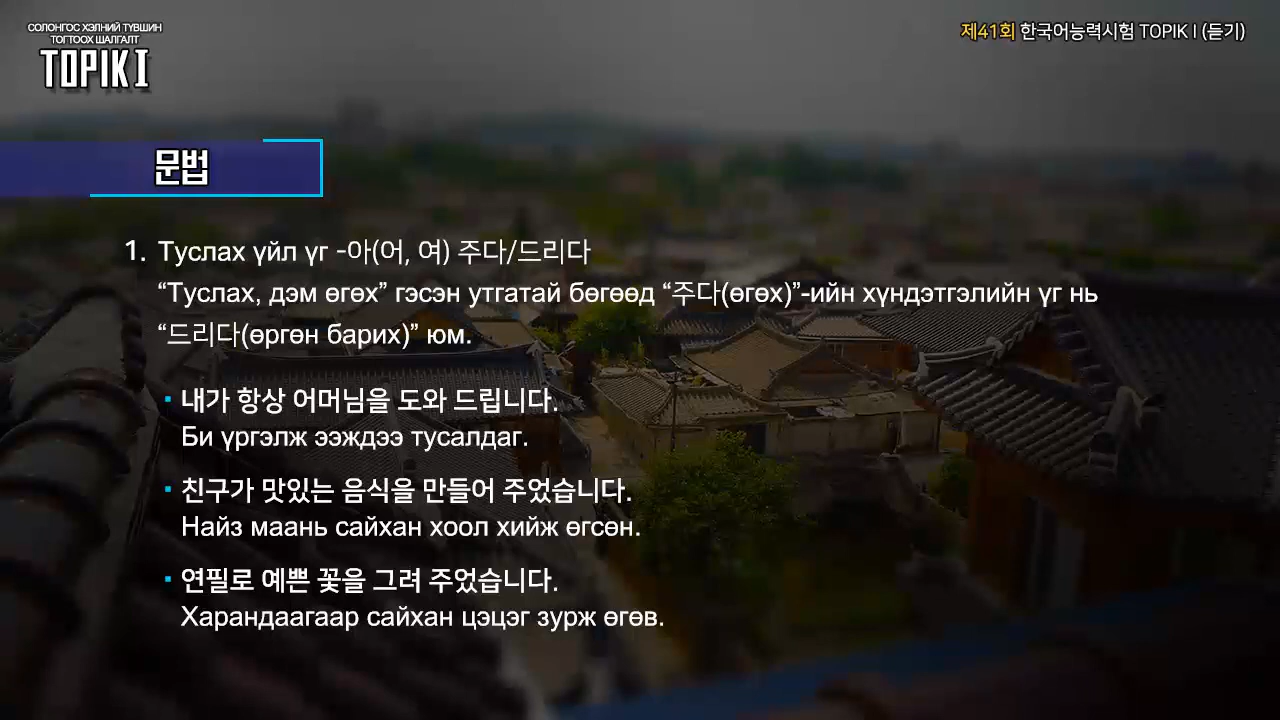 СОЛОНГОС ХЭЛНИЙ ТҮВШИН
ТОГТООХ ШАЛГАЛТ
TOPIK I
제41회 한국어능력시험 TOPIK I (듣기)
문법
1. Туслах үйл үг -아(어, 여) 주다/드리다
“Туслах, дэм өгөх” гэсэн утгатай бөгөөд “주다(өгөх)”-ийн хүндэтгэлийн үг нь
“드리다(өргөн барих)” юм.
· 내가 항상 어머님을 도와 드립니다.
Би үргэлж ээждээ тусалдаг.
· 친구가 맛있는 음식을 만들어 주었습니다.
Найз маань сайхан хоол хийж өгсөн.
· 연필로 예쁜 꽃을 그려 주었습니다.
Харандаагаар сайхан цэцэг зурж өгөв.